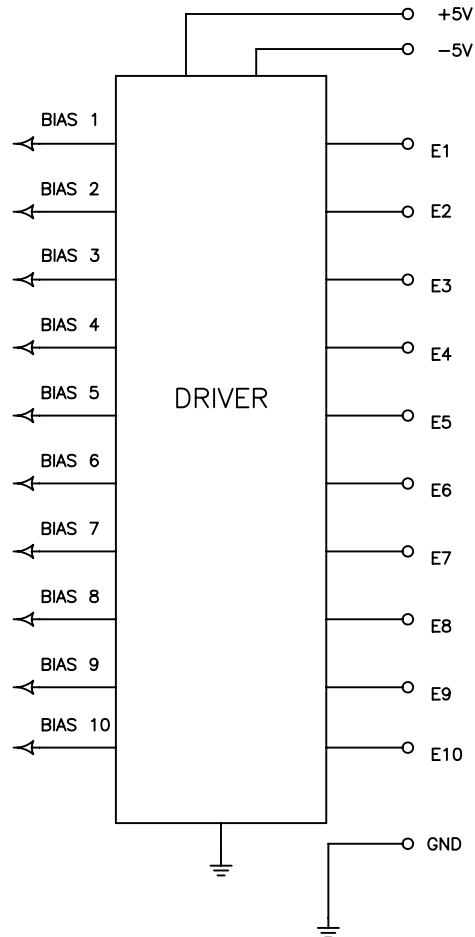 +5V
-5V
BIAS 1
E1
BIAS 2
E2
BIAS 3
E3
BIAS 4
E4
DRIVER
BIAS 5
E5
BIAS 6
E6
BIAS 7
E7
BIAS 8
E8
BIAS 9
E9
BIAS 10
E10
GND